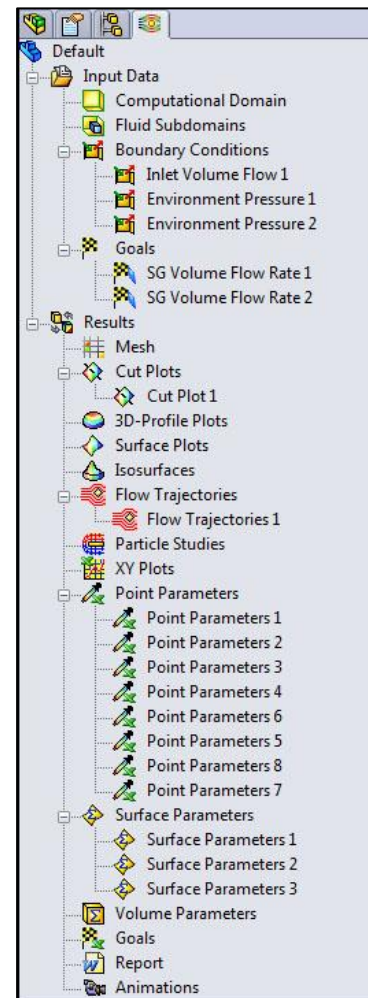 Default
Input Data
Computational Domain
Fluid Subdomains
Boundary Conditions
Inlet Volume Flow 1
Environment Pressure 1
Environment Pressure 2
Goals
SG Volume Flow Rate 1
SG Volume Flow Rate 2
Results
Mesh
Cut Plots
Cut Plot 1
3D-Profile Plots
Surface Plots
Isosurfaces
Flow Trajectories
Flow Trajectories 1
Particle Studies
XY Plots
Point Parameters
Point Parameters 1
Point Parameters 2
Point Parameters 3
Point Parameters 4
Point Parameters 6
Point Parameters 5
Point Parameters 8
Point Parameters 7
Surface Parameters
Surface Parameters 1
Surface Parameters 2
Surface Parameters 3
Volume Parameters
Goals
Report
Animations